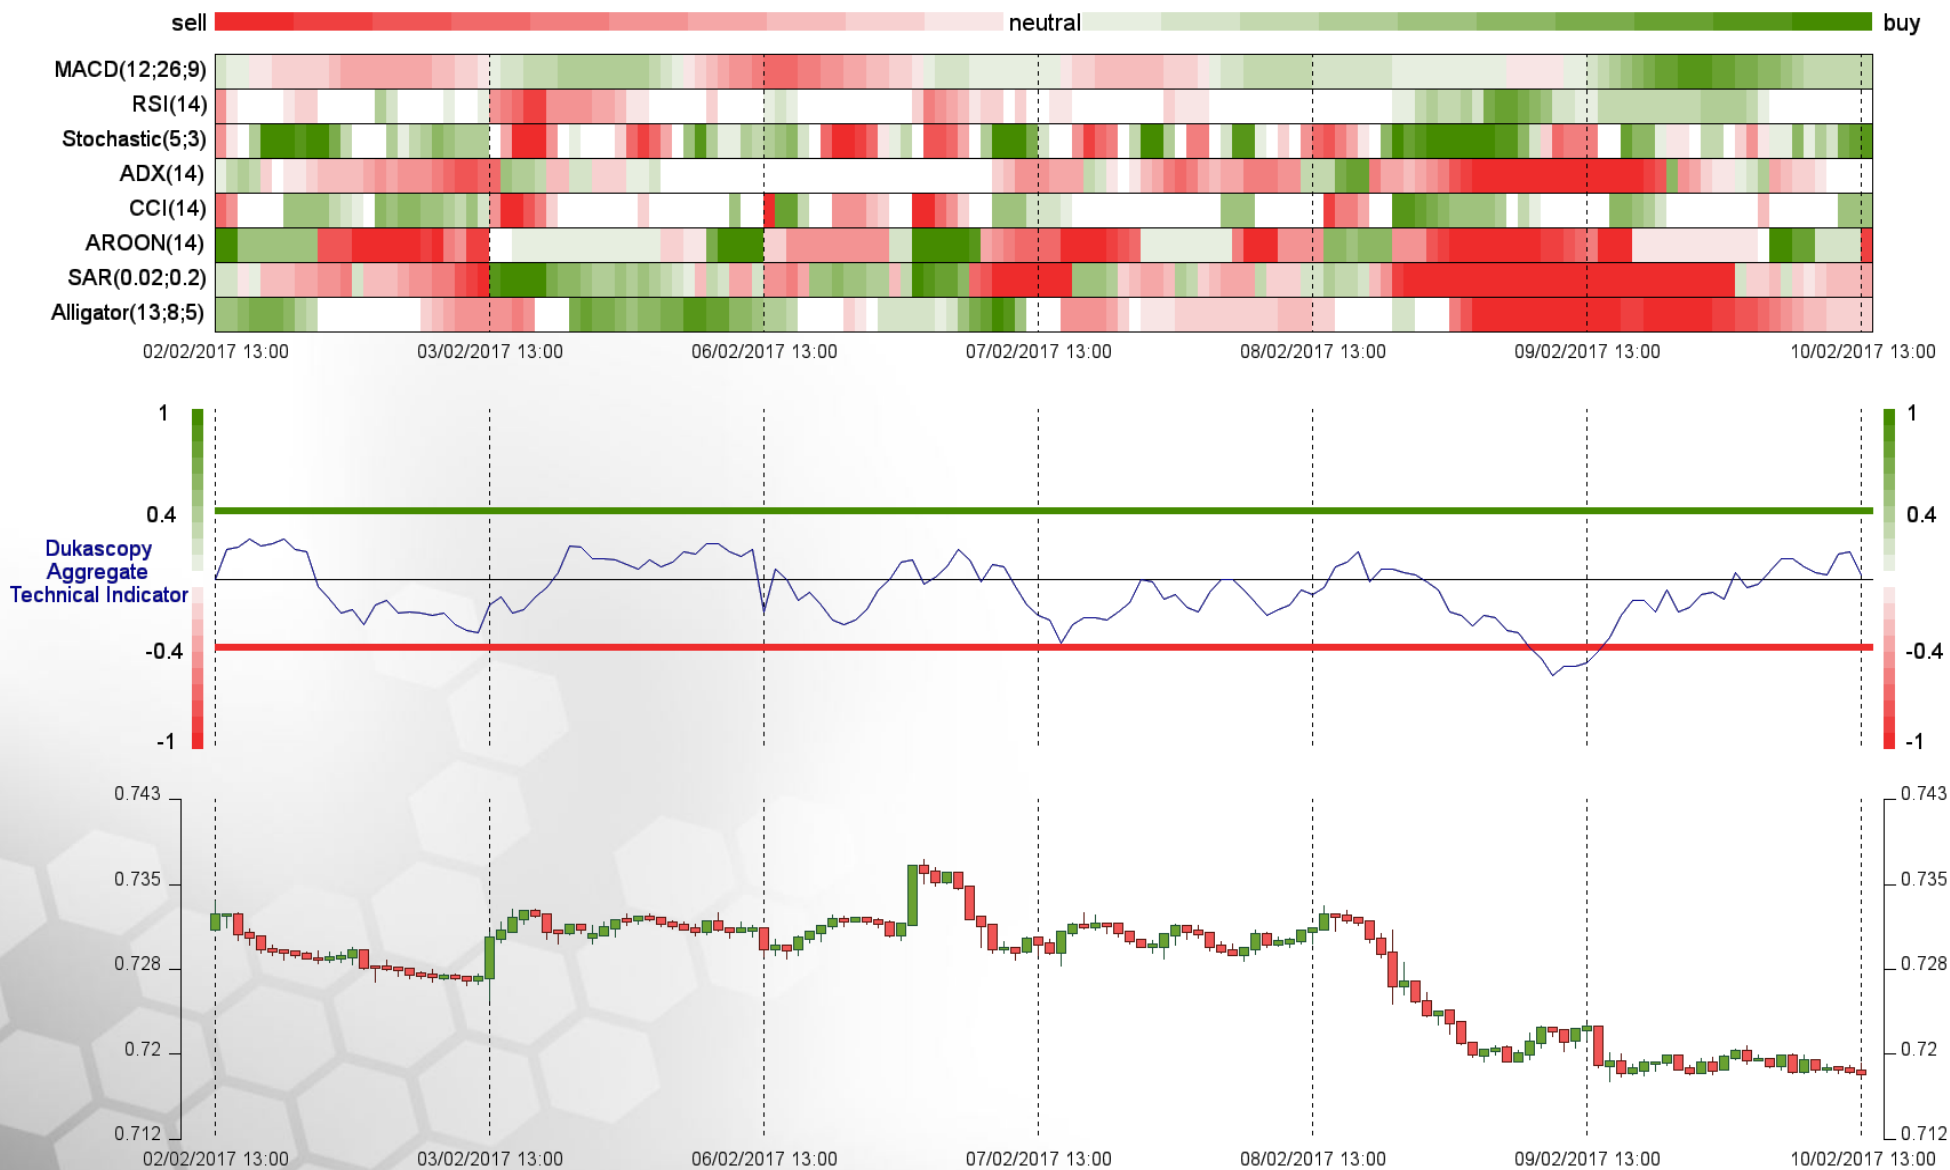 sell neutral buy
MACD(12;26;9)
RSI(14)
Stochastic(5;3)
ADX(14)
CCI(14)
AROON(14)
SAR(0.02;0.2)
Alligator(13;8;5)
02/02/2017 13:00 03/02/2017 13:00 06/02/2017 13:00 07/02/2017 13:00 08/02/2017 13:00 09/02/2017 13:00 10/02/2017 13:00
1 1
0.4 0.4
Dukascopy
Aggregate
Technical Indicator
-0.4 -0.4
-1 -1
0.743 0.743
0.735 0.735
0.728 0.728
0.72 0.72
0.712 0.712
02/02/2017 13:00 03/02/2017 13:00 06/02/2017 13:00 07/02/2017 13:00 08/02/2017 13:00 09/02/2017 13:00 10/02/2017 13:00